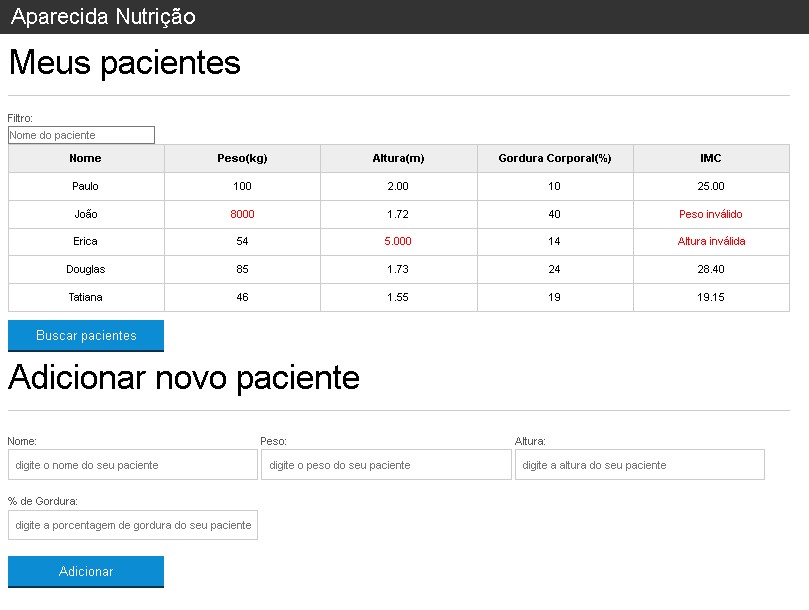 Aparecida Nutrição
Meus pacientes
Filtro:
Nome do paciente
Nome Peso(kg) Altura(m) Gordura Corporal(%) IMC
Paulo 100 2.00 10 25.00
João 8000 1.72 40 Peso inválido
Erica 54 5.000 14 Altura inválida
Douglas 85 1.73 24 28.40
Tatiana 46 1.55 19 19.15
Buscar pacientes
Adicionar novo paciente
Nome: Peso: Altura:
digite o nome do seu paciente digite o peso do seu paciente digite a altura do seu paciente
% de Gordura:
digite a porcentagem de gordura do seu paciente
Adicionar